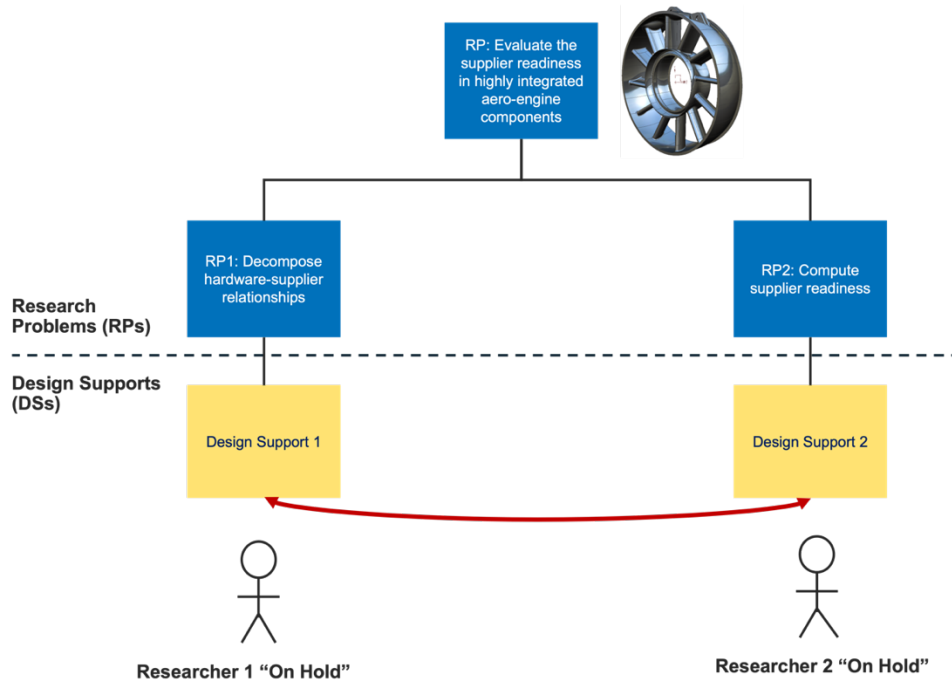 RP: Evaluate the
supplier readiness
in highly integrated
aero-engine
components
RP1: Decompose
hardware-supplier
relationships
RP2: Compute
supplier readiness
Research
Problems (RPs)
Design Supports
(DSs)
Design Support 1
Design Support 2
Researcher 1 “On Hold”
Researcher 2 “On Hold”